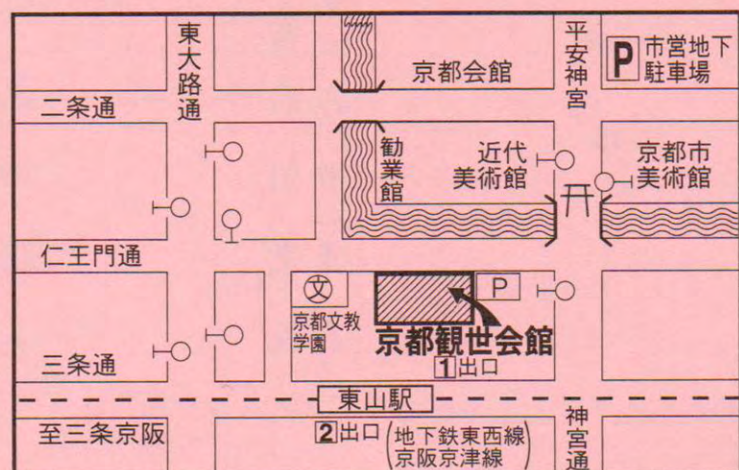 東大路通
平安神宮
P
市営地下
駐車場
京都会館
二条通
勧業館
近代
美術館
京都市
美術館
仁王門通
文
京都文教
学園
P
京都観世会館
1出口
三条通
東山駅
至三条京阪
2出口
(地下鉄東西線
京阪京津線)
神宮通